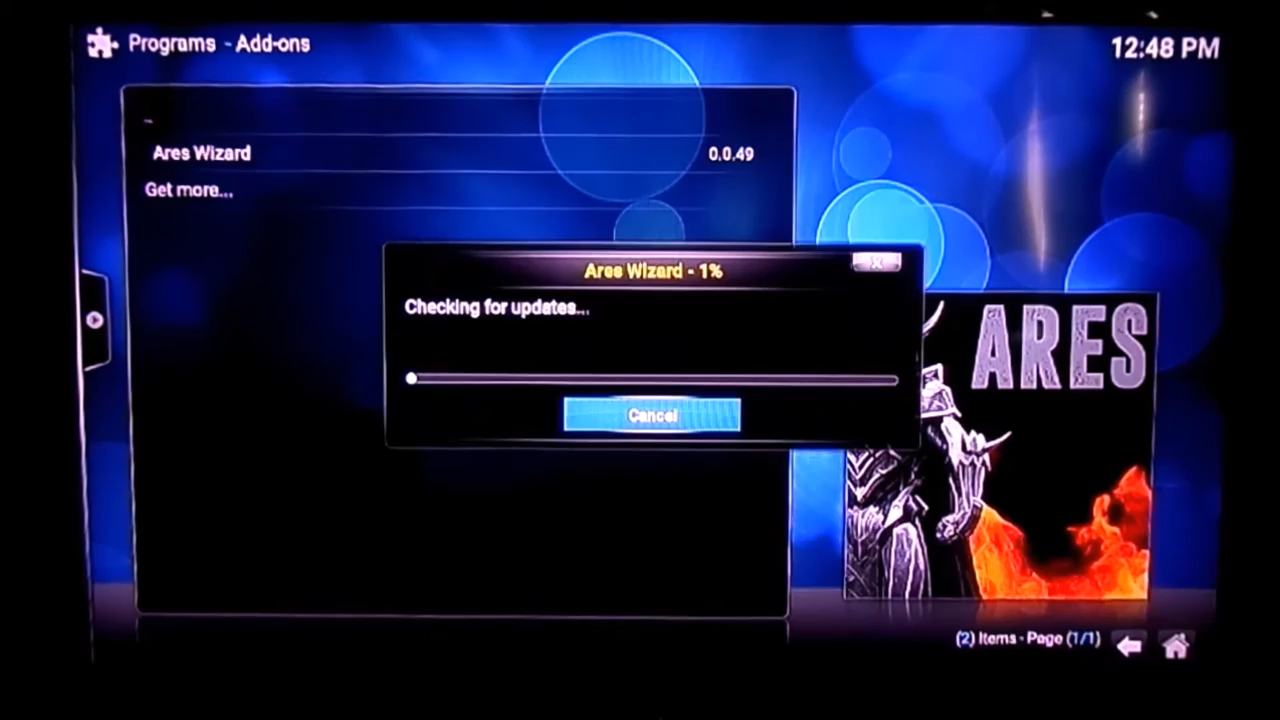 Programs - Add-ons
12:48 PM
..
Ares Wizard 0.0.49
Get more...
Ares Wizard - 1%
Checking for updates...
Cancel
ARES
(2) Items - Page (1/1)